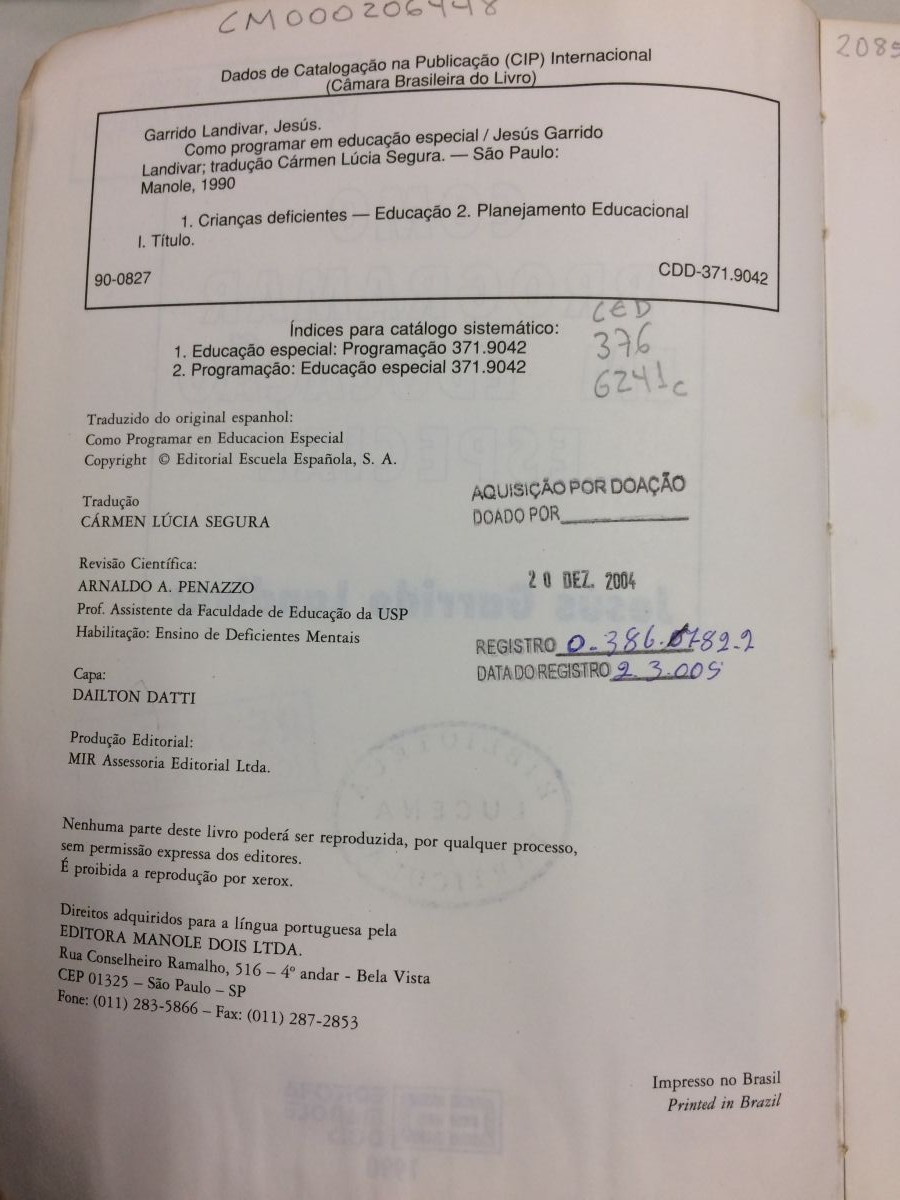 CM000206448
2085
Dados de Catalogação na Publicação (CIP) Internacional
(Câmara Brasileira do Livro)
Garrido Landivar, Jesús.
Como programar em educação especial / Jesús Garrido
Landivar; tradução Cármen Lúcia Segura. — São Paulo:
Manole, 1990
1. Crianças deficientes — Educação 2. Planejamento Educacional
I. Título.
90-0827 CDD-371.9042
Índices para catálogo sistemático:
1. Educação especial: Programação 371.9042
2. Programação: Educação especial 371.9042
CED
376
6241c
Traduzido do original espanhol:
Como Programar en Educacion Especial
Copyright © Editorial Escuela Española, S. A.
Tradução
CÁRMEN LÚCIA SEGURA
AQUISIÇÃO POR DOAÇÃO
DOADO POR
Revisão Científica:
ARNALDO A. PENAZZO
Prof. Assistente da Faculdade de Educação da USP
Habilitação: Ensino de Deficientes Mentais
20 DEZ. 2004
REGISTRO 0.386.782-2
DATA DO REGISTRO 2.3.005
Capa:
DAILTON DATTI
Produção Editorial:
MIR Assessoria Editorial Ltda.
Nenhuma parte deste livro poderá ser reproduzida, por qualquer processo,
sem permissão expressa dos editores.
É proibida a reprodução por xerox.
Direitos adquiridos para a língua portuguesa pela
EDITORA MANOLE DOIS LTDA.
Rua Conselheiro Ramalho, 516 – 4º andar - Bela Vista
CEP 01325 – São Paulo – SP
Fone: (011) 283-5866 – Fax: (011) 287-2853
Impresso no Brasil
Printed in Brazil